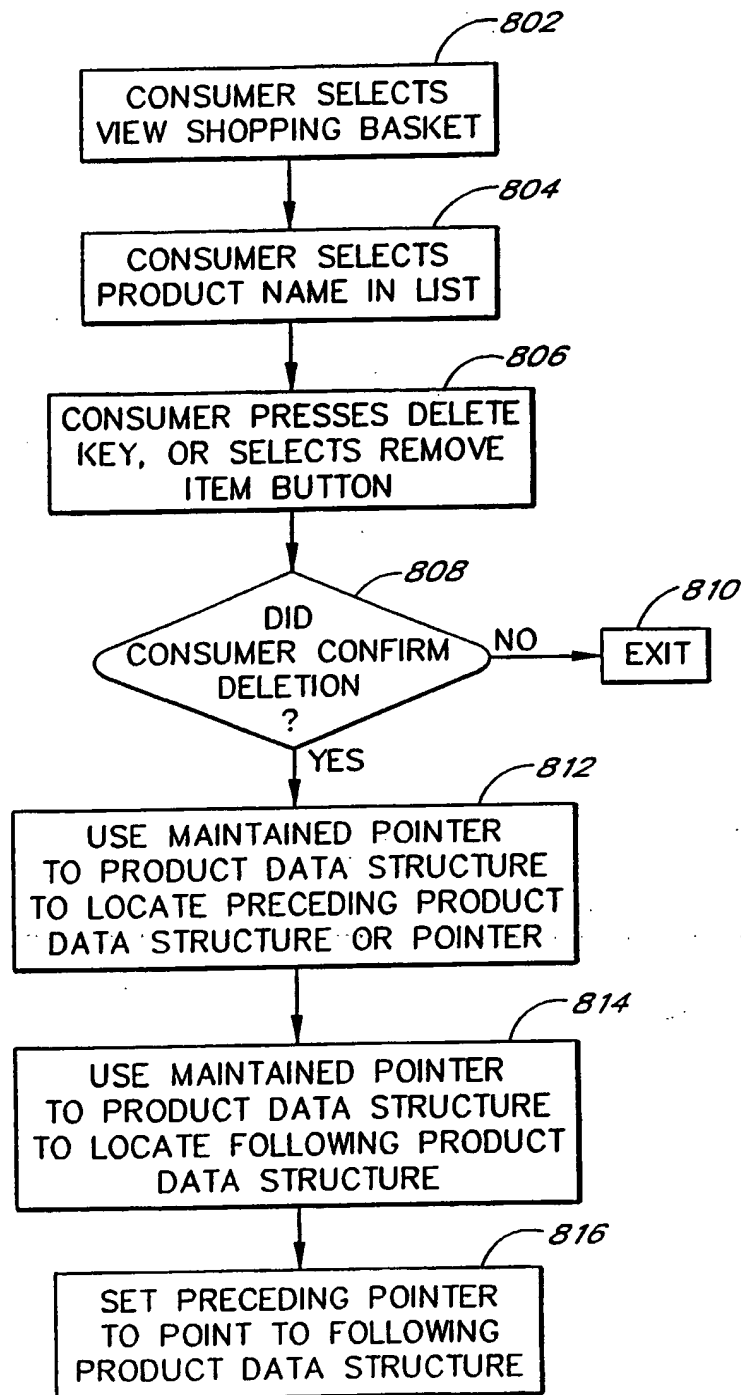 802
CONSUMER SELECTS
VIEW SHOPPING BASKET
804
CONSUMER SELECTS
PRODUCT NAME IN LIST
806
CONSUMER PRESSES DELETE
KEY, OR SELECTS REMOVE
ITEM BUTTON
808
DID
CONSUMER CONFIRM
DELETION
?
NO
810
EXIT
YES
812
USE MAINTAINED POINTER
TO PRODUCT DATA STRUCTURE
TO LOCATE PRECEDING PRODUCT
DATA STRUCTURE OR POINTER
814
USE MAINTAINED POINTER
TO PRODUCT DATA STRUCTURE
TO LOCATE FOLLOWING PRODUCT
DATA STRUCTURE
816
SET PRECEDING POINTER
TO POINT TO FOLLOWING
PRODUCT DATA STRUCTURE